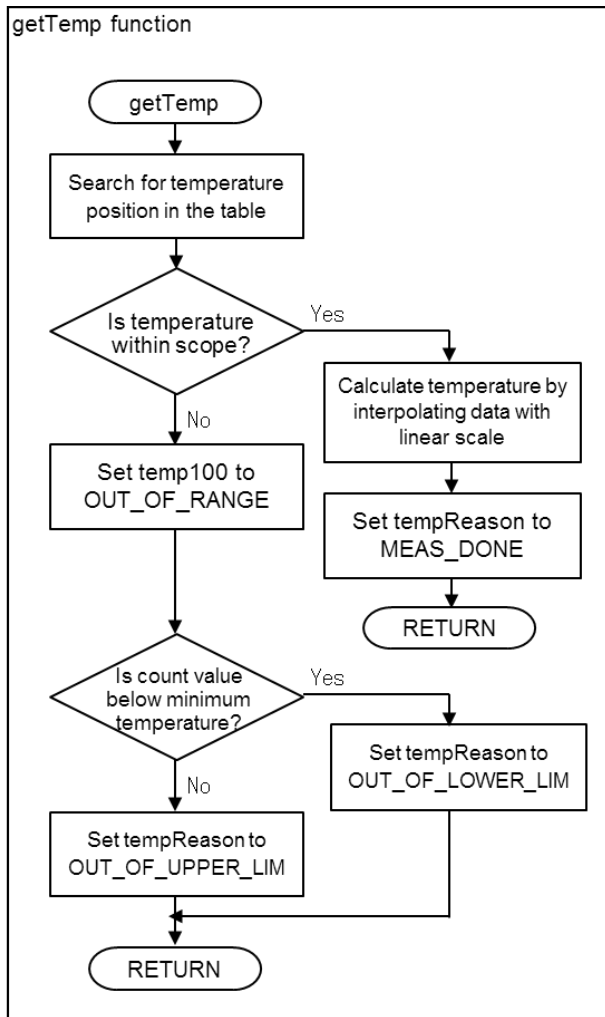 getTemp function
getTemp
Search for temperature
position in the table
Is temperature
within scope?
Yes
Calculate temperature by
interpolating data with
linear scale
No
Set temp100 to
OUT_OF_RANGE
Set tempReason to
MEAS_DONE
RETURN
Is count value
below minimum
temperature?
Yes
Set tempReason to
OUT_OF_LOWER_LIM
No
Set tempReason to
OUT_OF_UPPER_LIM
RETURN